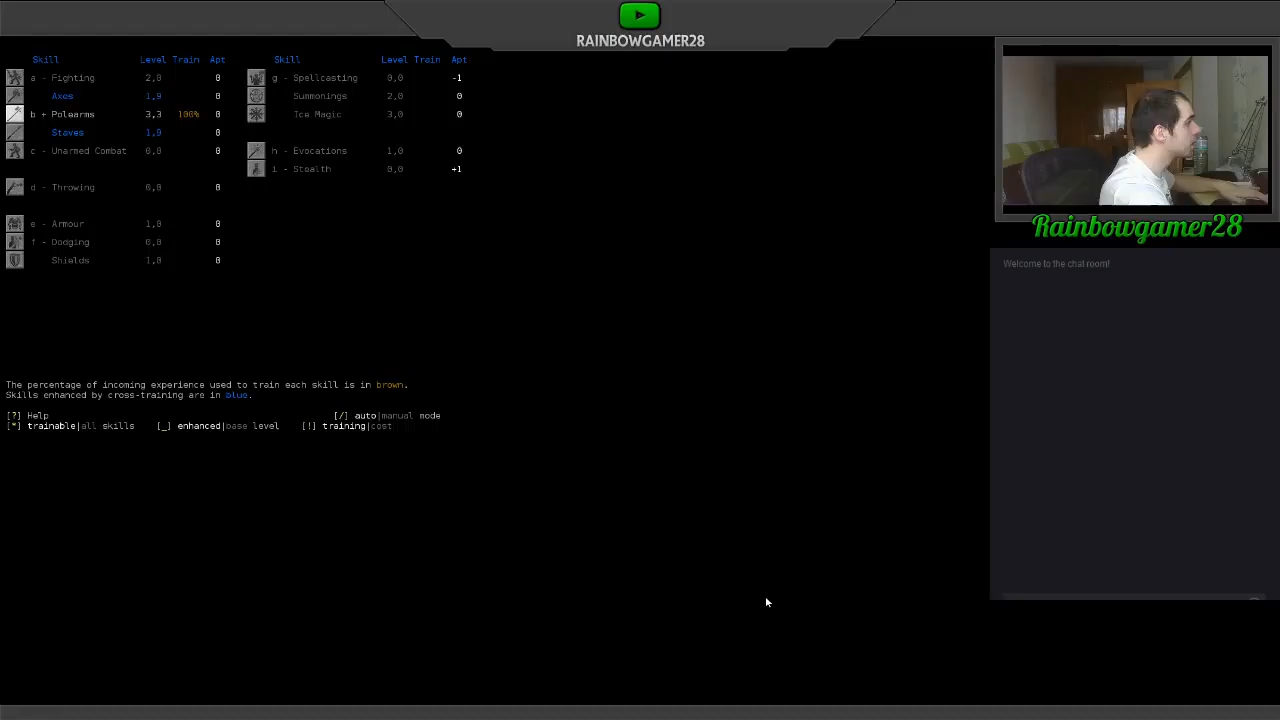 RAINBOWGAMER28
Skill Level Train Apt
a - Fighting 2,0 0
Axes 1,9 0
b + Polearms 3,3 100% 0
Staves 1,9 0
c - Unarmed Combat 0,0 0
d - Throwing 0,0 0
e - Armour 1,0 0
f - Dodging 0,0 0
Shields 1,0 0
Skill Level Train Apt
g - Spellcasting 0,0 -1
Summonings 2,0 0
Ice Magic 3,0 0
h - Evocations 1,0 0
i - Stealth 0,0 +1
The percentage of incoming experience used to train each skill is in brown.
Skills enhanced by cross-training are in blue.
[?] Help [/] auto|manual mode
[*] trainable|all skills [_] enhanced|base level [!] training|cost
Rainbowgamer28
Welcome to the chat room!